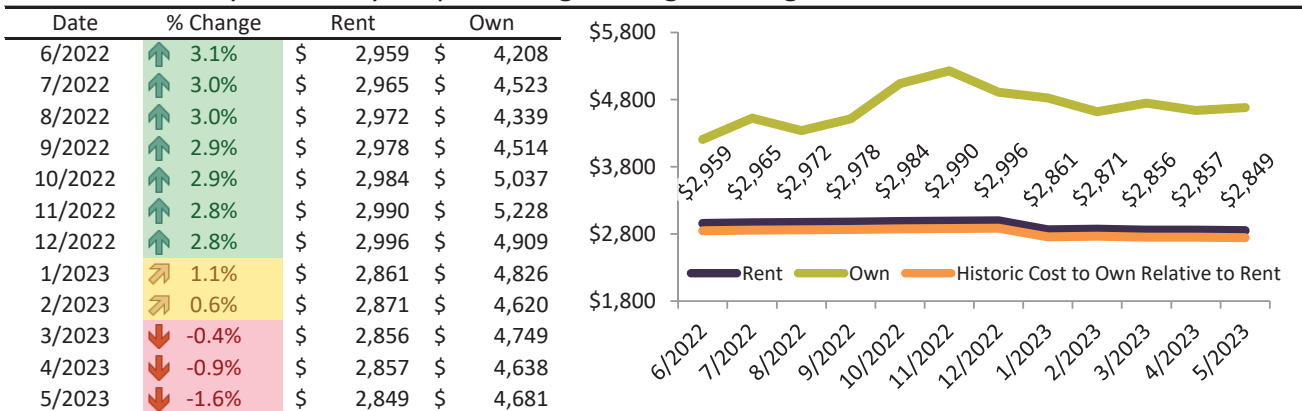 Date % Change Rent Own
6/2022 3.1% $ 2,959 $ 4,208
7/2022 3.0% $ 2,965 $ 4,523
8/2022 3.0% $ 2,972 $ 4,339
9/2022 2.9% $ 2,978 $ 4,514
10/2022 2.9% $ 2,984 $ 5,037
11/2022 2.8% $ 2,990 $ 5,228
12/2022 2.8% $ 2,996 $ 4,909
1/2023 1.1% $ 2,861 $ 4,826
2/2023 0.6% $ 2,871 $ 4,620
3/2023 -0.4% $ 2,856 $ 4,749
4/2023 -0.9% $ 2,857 $ 4,638
5/2023 -1.6% $ 2,849 $ 4,681
$5,800
$4,800
$3,800
$2,800
$1,800
$2,959 $2,965 $2,972 $2,978 $2,984 $2,990 $2,996 $2,861 $2,871 $2,856 $2,857 $2,849
Rent Own Historic Cost to Own Relative to Rent
6/2022 7/2022 8/2022 9/2022 10/2022 11/2022 12/2022 1/2023 2/2023 3/2023 4/2023 5/2023